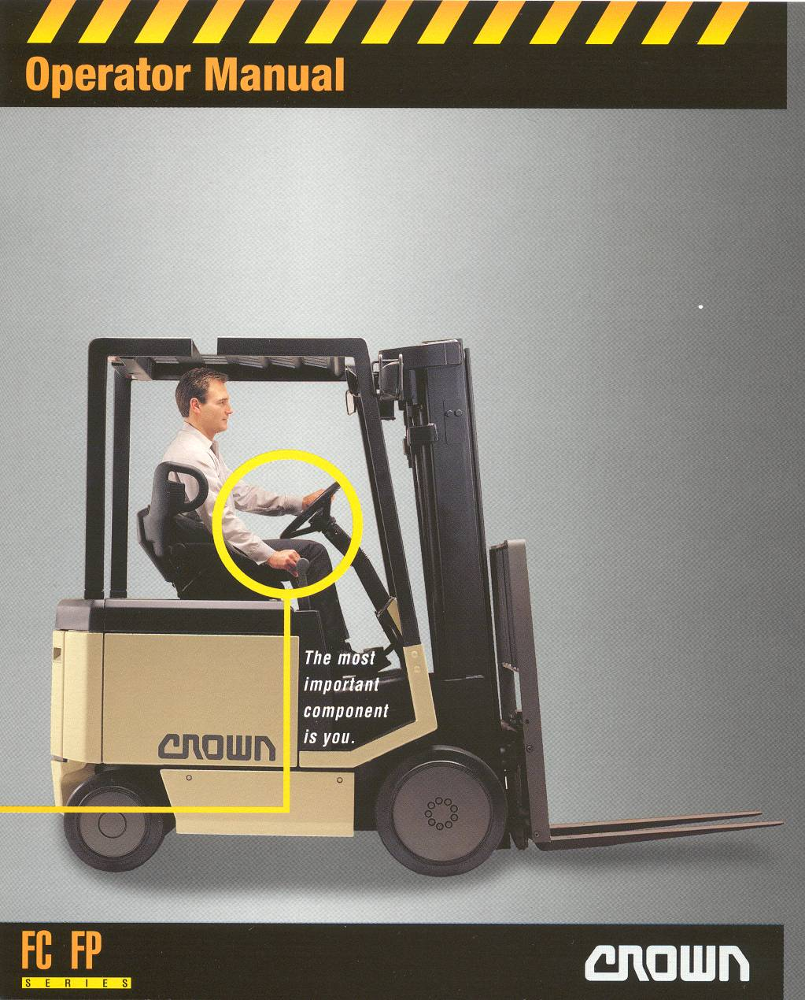 Operator Manual
CROWN
The most
important
component
is you.
FC FP
SERIES
CROWN